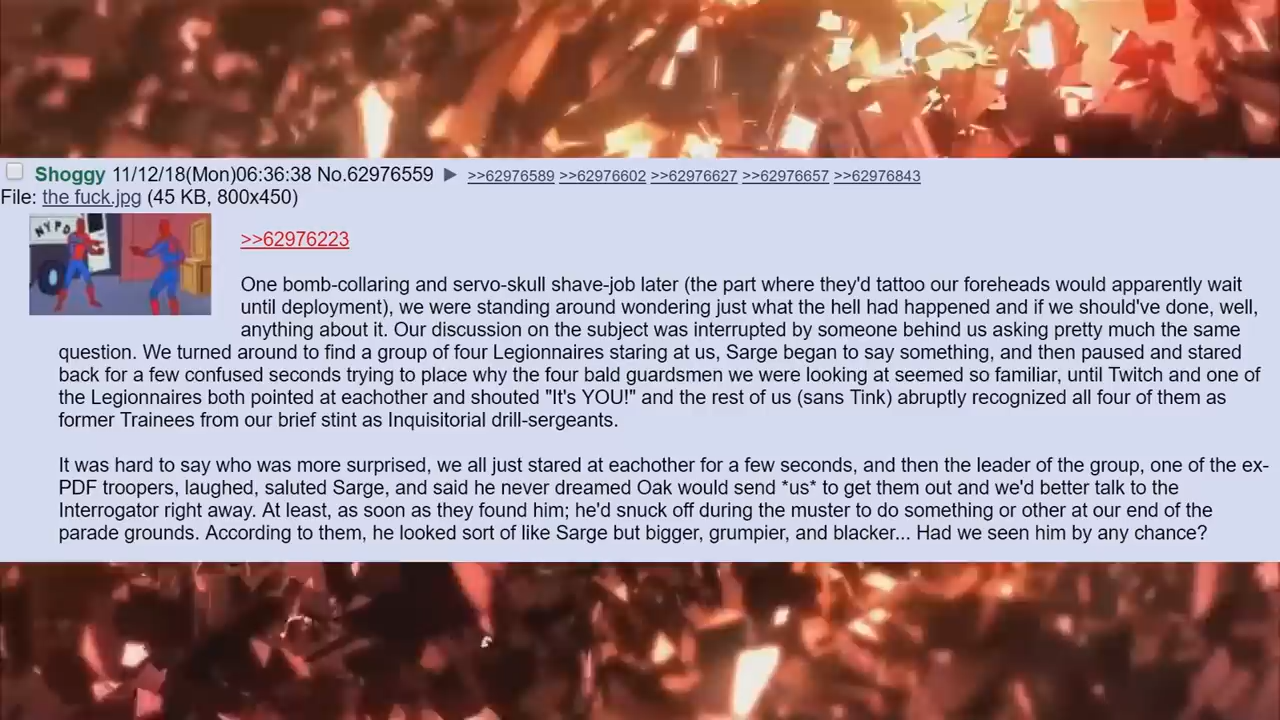 Shoggy 11/12/18(Mon)06:36:38 No.62976559 ▶ >>62976589 >>62976602 >>62976627 >>62976657 >>62976843
File: the fuck.jpg (45 KB, 800x450)
NYPD
>>62976223
One bomb-collaring and servo-skull shave-job later (the part where they'd tattoo our foreheads would apparently wait
until deployment), we were standing around wondering just what the hell had happened and if we should've done, well,
anything about it. Our discussion on the subject was interrupted by someone behind us asking pretty much the same
question. We turned around to find a group of four Legionnaires staring at us, Sarge began to say something, and then paused and stared
back for a few confused seconds trying to place why the four bald guardsmen we were looking at seemed so familiar, until Twitch and one of
the Legionnaires both pointed at eachother and shouted "It's YOU!" and the rest of us (sans Tink) abruptly recognized all four of them as
former Trainees from our brief stint as Inquisitorial drill-sergeants.
It was hard to say who was more surprised, we all just stared at eachother for a few seconds, and then the leader of the group, one of the ex-
PDF troopers, laughed, saluted Sarge, and said he never dreamed Oak would send *us* to get them out and we'd better talk to the
Interrogator right away. At least, as soon as they found him; he'd snuck off during the muster to do something or other at our end of the
parade grounds. According to them, he looked sort of like Sarge but bigger, grumpier, and blacker... Had we seen him by any chance?